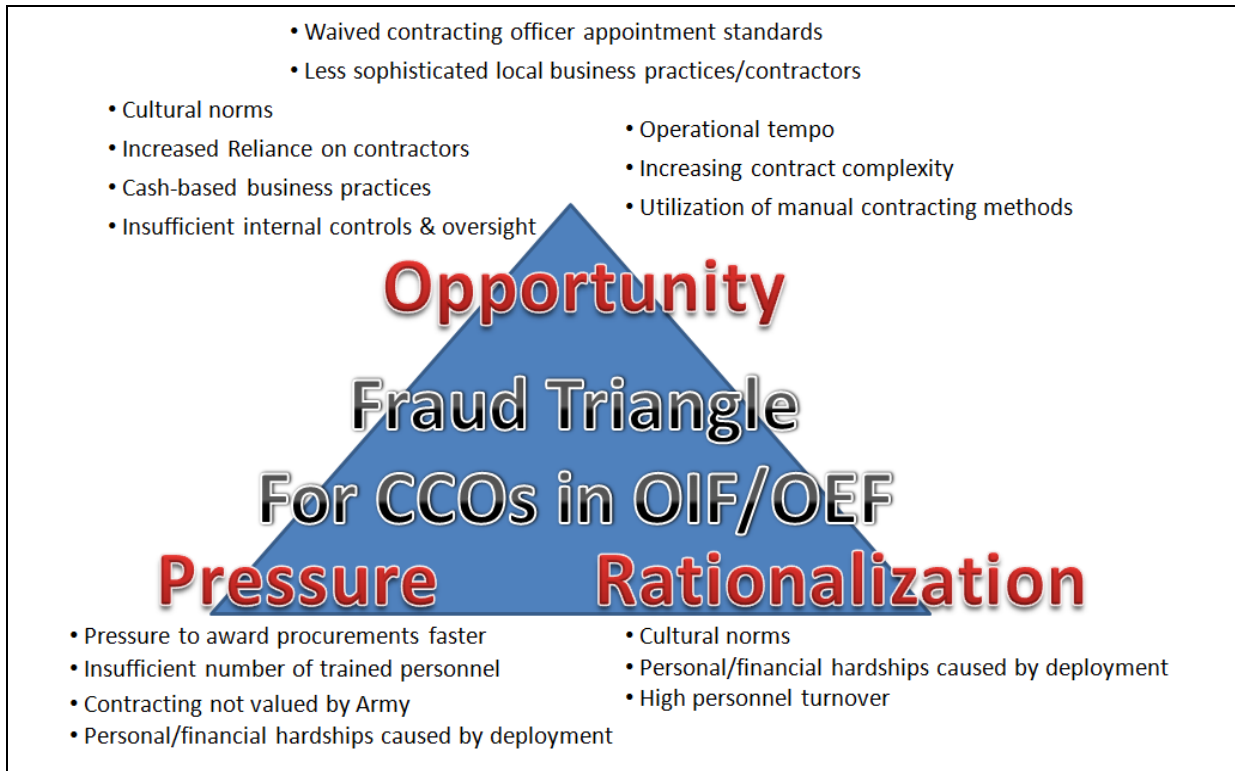 • Waived contracting officer appointment standards
• Less sophisticated local business practices/contractors
• Cultural norms
• Increased Reliance on contractors
• Cash-based business practices
• Insufficient internal controls & oversight
• Operational tempo
• Increasing contract complexity
• Utilization of manual contracting methods
Opportunity
Fraud Triangle
For CCOs in OIF/OEF
Pressure
Rationalization
• Pressure to award procurements faster
• Insufficient number of trained personnel
• Contracting not valued by Army
• Personal/financial hardships caused by deployment
• Cultural norms
• Personal/financial hardships caused by deployment
• High personnel turnover